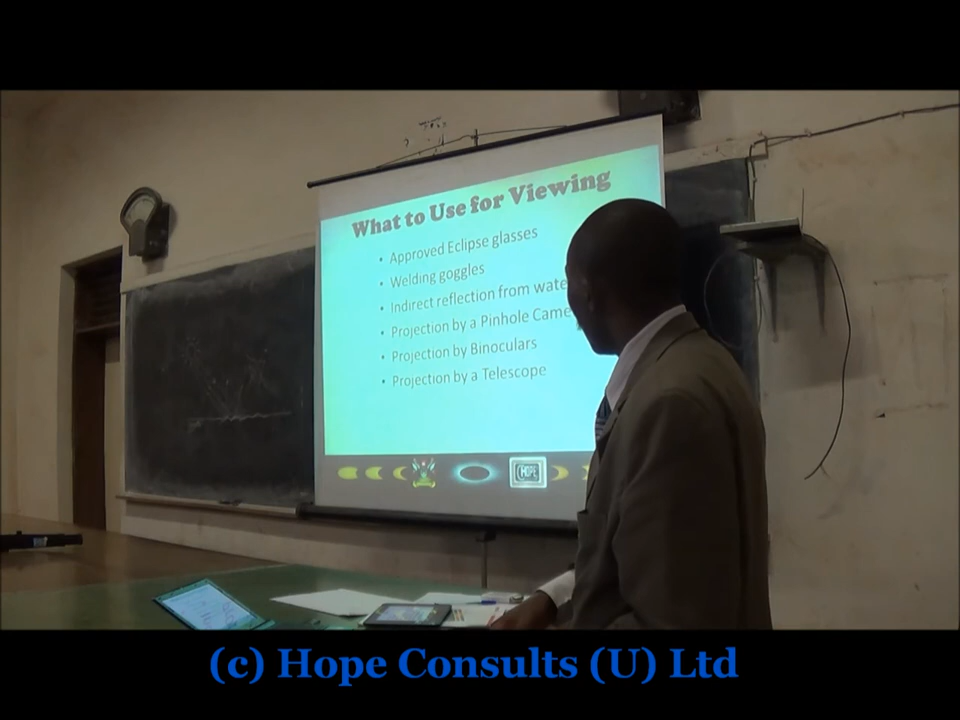 What to Use for Viewing
• Approved Eclipse glasses
• Welding goggles
• Indirect reflection from wate
• Projection by a Pinhole Came
• Projection by Binoculars
• Projection by a Telescope
HOPE
(c) Hope Consults (U) Ltd